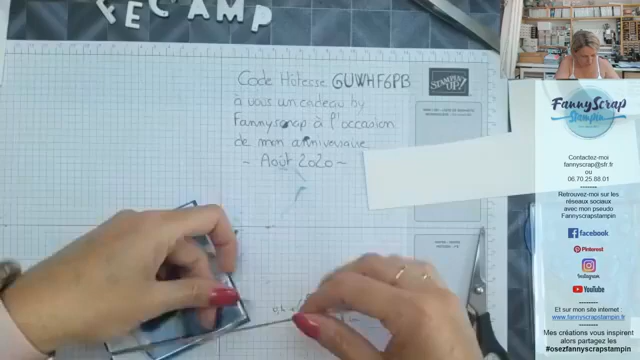 FECAMP
Code Hôtesse GUWHF6PB
à vous un cadeau by
Fannyscrap à l'occasion
de mon anniversaire
~ Août 2020 ~
STAMPIN' UP!
FannyScrap
Stampin
Contactez-moi
fannyscrap@sfr.fr
ou
06.70.25.88.01
-------
Retrouvez-moi sur les
réseaux sociaux
avec mon pseudo
Fannyscrapstampin
facebook
Pinterest
Instagram
YouTube
--------
Et sur mon site internet :
www.fannyscrapstampin.fr
--------
Mes créations vous inspirent
alors partagez les
#osezfannyscrapstampin